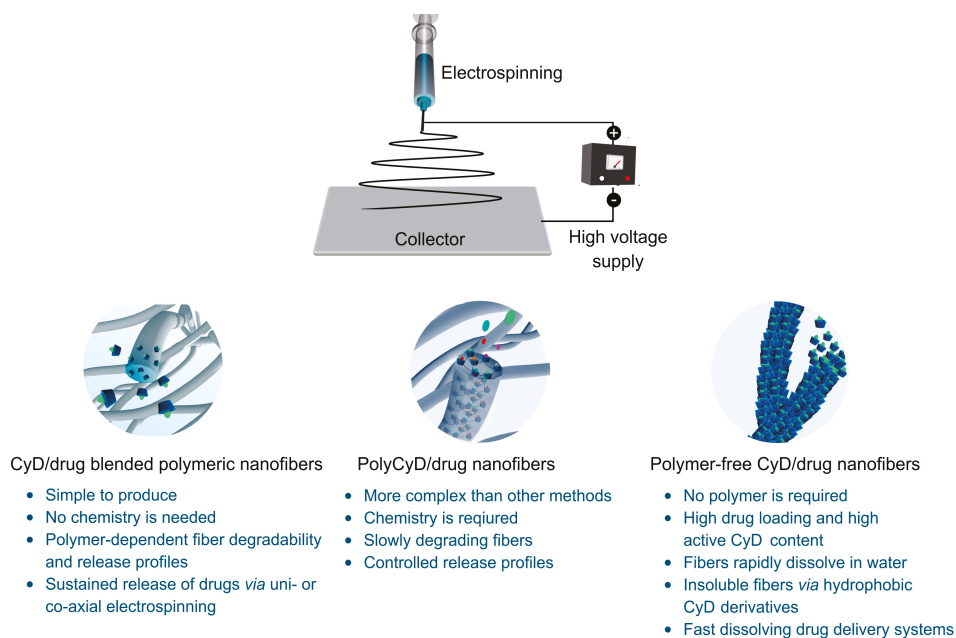 Electrospinning
+
-
Collector
High voltage
supply
CyD/drug blended polymeric nanofibers
• Simple to produce
• No chemistry is needed
• Polymer-dependent fiber degradability
and release profiles
• Sustained release of drugs via uni- or
co-axial electrospinning
PolyCyD/drug nanofibers
• More complex than other methods
• Chemistry is reqiured
• Slowly degrading fibers
• Controlled release profiles
Polymer-free CyD/drug nanofibers
• No polymer is required
• High drug loading and high
active CyD content
• Fibers rapidly dissolve in water
• Insoluble fibers via hydrophobic
CyD derivatives
• Fast dissolving drug delivery systems